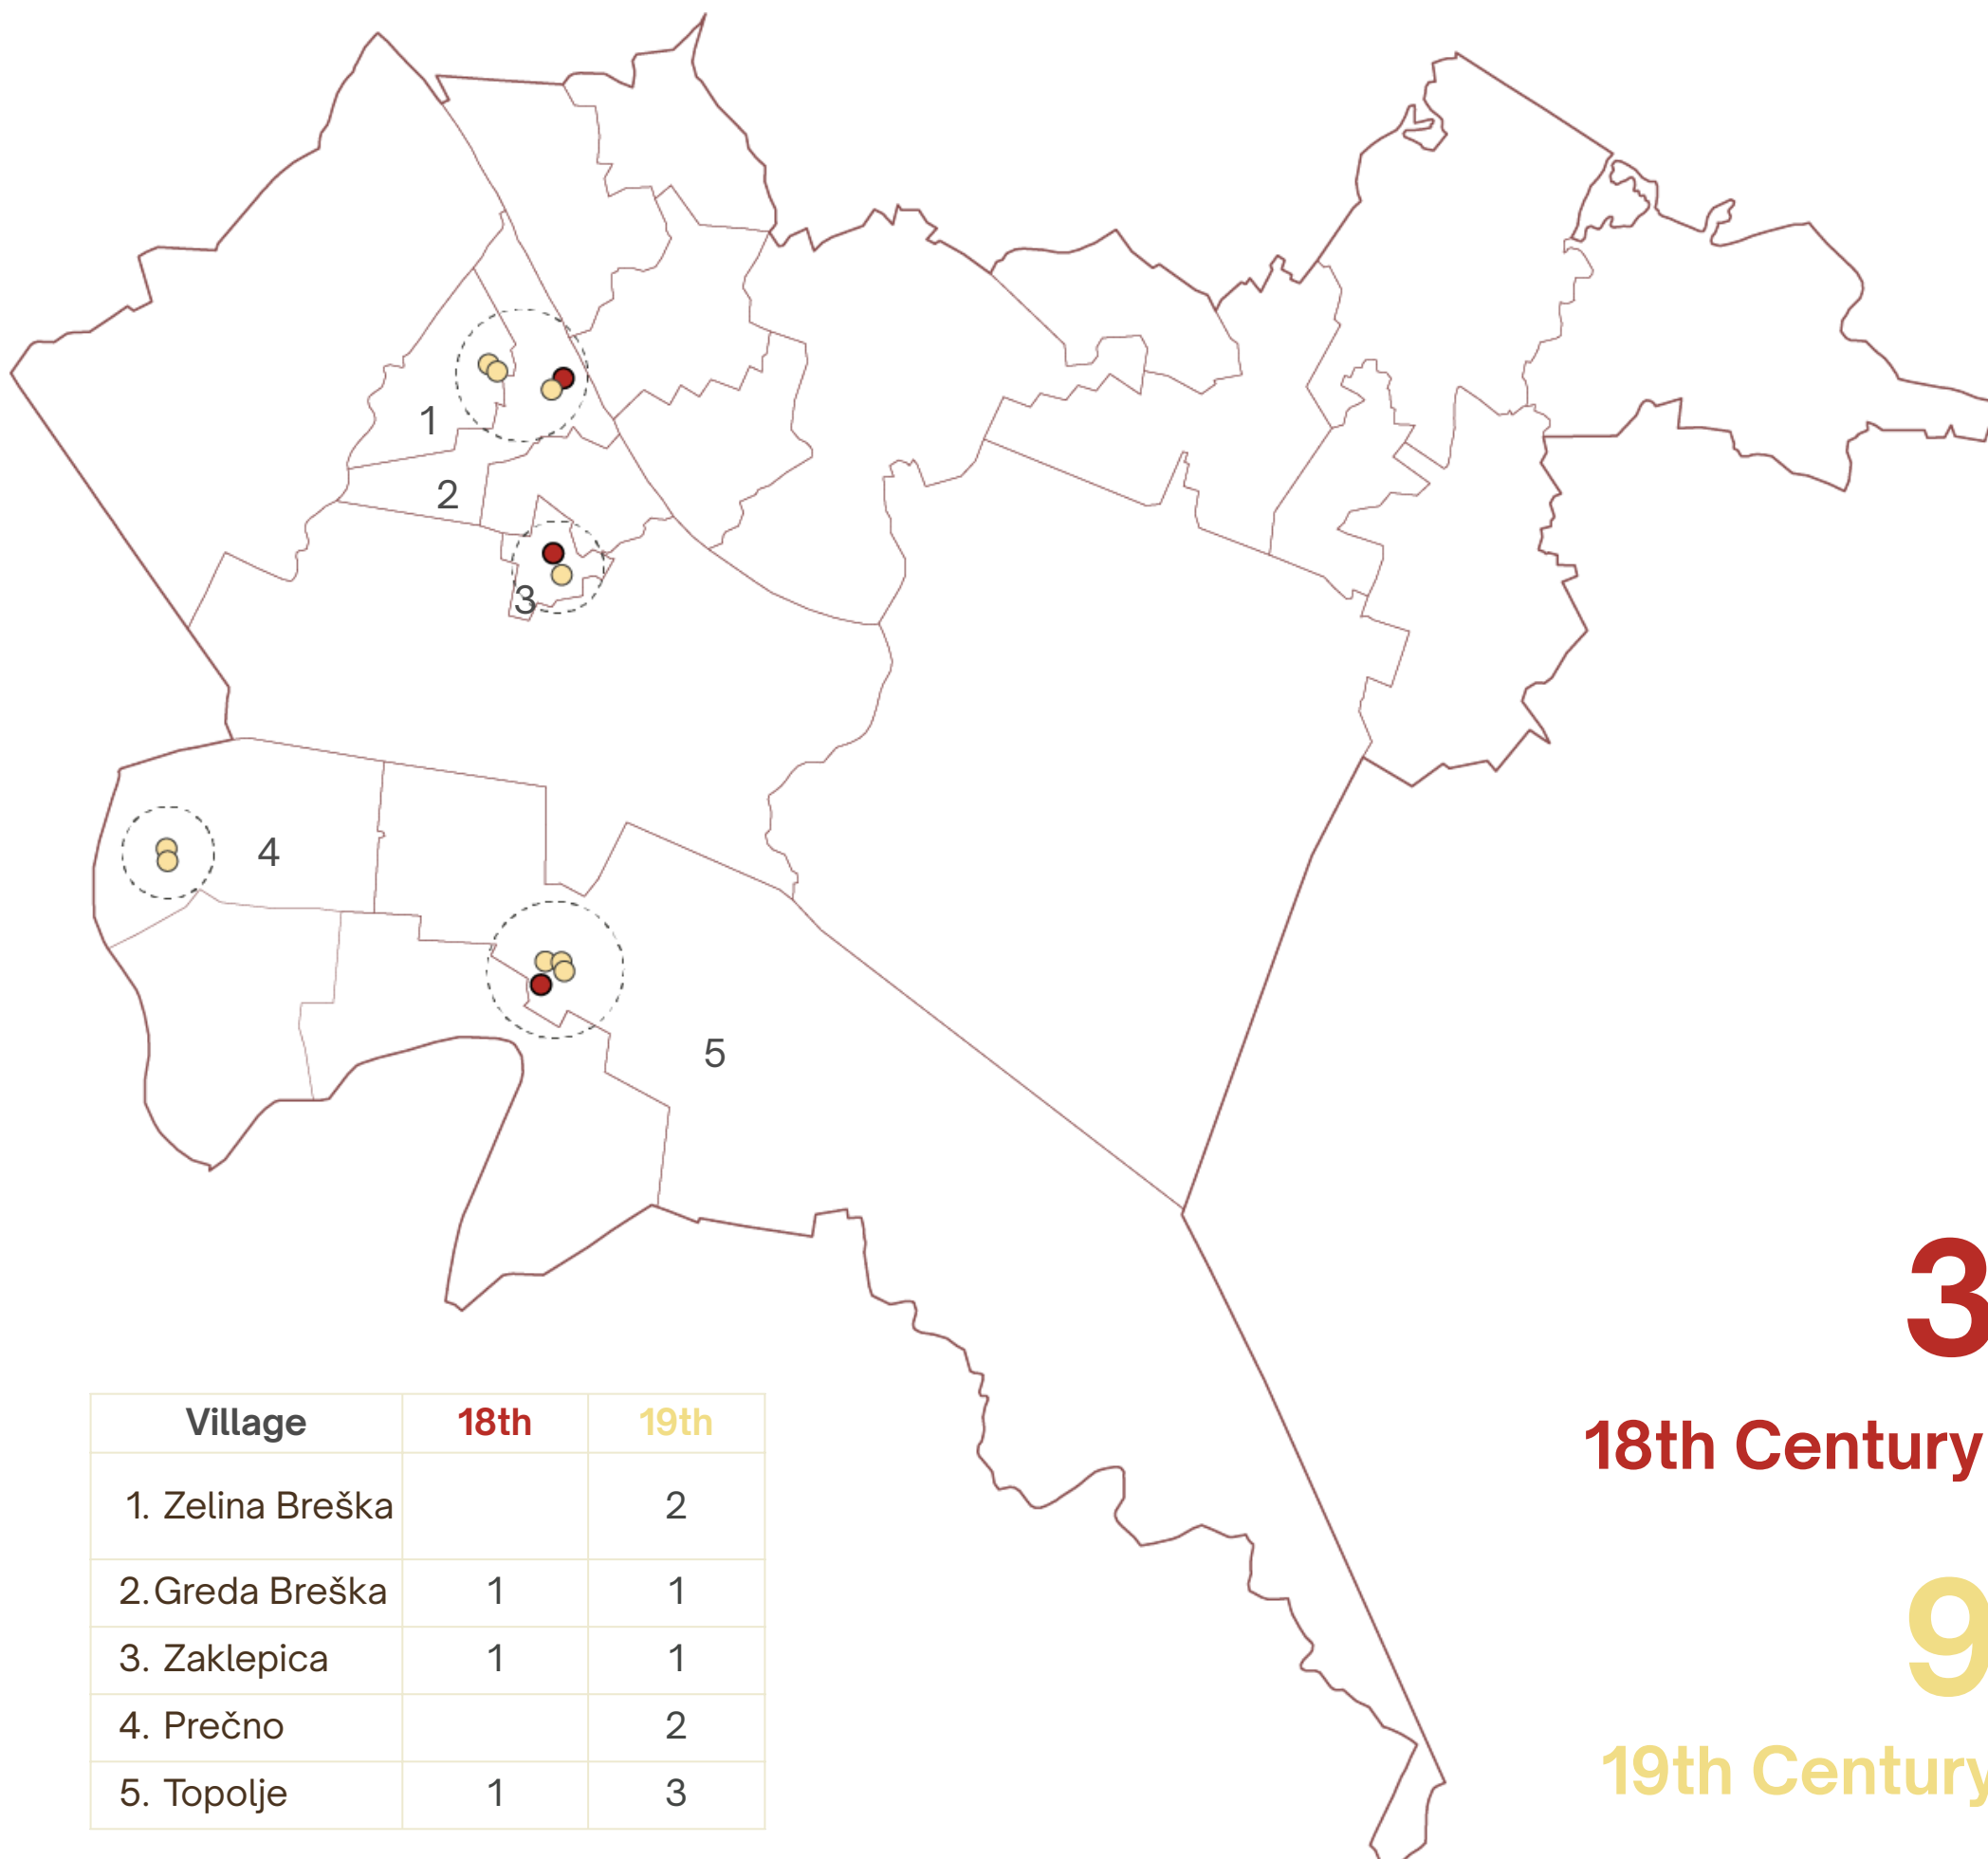 1
2
3
4
5
3
18th Century
9
19th Century
Village 18th 19th
1. Zelina Breška 2
2. Greda Breška 1 1
3. Zaklepica 1 1
4. Prečno 2
5. Topolje 1 3